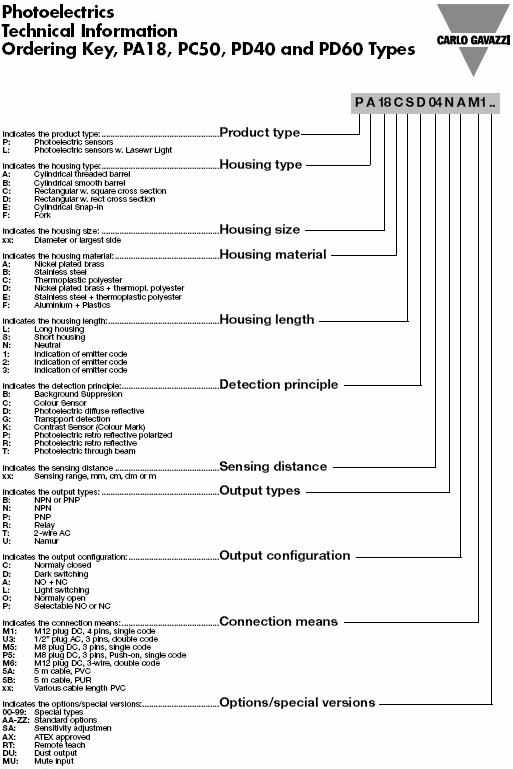 Photoelectrics
Technical Information
Ordering Key, PA18, PC50, PD40 and PD60 Types
CARLO GAVAZZI
P A 18 C S D 04 N A M1 ..
Indicates the product type: Product type
P: Photoelectric sensors
L: Photoelectric sensors w. Lasewr Light
Indicates the housing type: Housing type
A: Cylindrical threaded barrel
B: Cylindrical smooth barrel
C: Rectangular w. square cross section
D: Rectangular w. rect cross section
E: Cylindrical Snap-in
F: Fork
Indicates the housing size: Housing size
xx: Diameter or largest side
Indicates the housing material: Housing material
A: Nickel plated brass
B: Stainless steel
C: Thermoplastic polyester
D: Nickel plated brass + thermopl. polyester
E: Stainless steel + thermoplastic polyester
F: Aluminium + Plastics
Indicates the housing length: Housing length
L: Long housing
S: Short housing
N: Neutral
1: Indication of emitter code
2: Indication of emitter code
3: Indication of emitter code
Indicates the detection principle: Detection principle
B: Background Suppresion
C: Colour Sensor
D: Photoelectric diffuse reflective
G: Transpport detection
K: Contrast Sensor (Colour Mark)
P: Photoelectric retro reflective polarized
R: Photoelectric retro reflective
T: Photoelectric through beam
Indicates the sensing distance Sensing distance
xx: Sensing range, mm, cm, dm or m
Indicates the output types: Output types
B: NPN or PNP
N: NPN
P: PNP
R: Relay
T: 2-wire AC
U: Namur
Indicates the output configuration: Output configuration
C: Normaly closed
D: Dark switching
A: NO + NC
L: Light switching
O: Normaly open
P: Selectable NO or NC
Indicates the connection means: Connection means
M1: M12 plug DC, 4 pins, single code
U3: 1/2" plug AC, 3 pins, double code
M5: M8 plug DC, 3 pins, single code
P5: M8 plug DC, 3 pins, Push-on, single code
M6: M12 plug DC, 3-wire, double code
5A: 5 m cable, PVC
5B: 5 m cable, PUR
xx: Various cable length PVC
Indicates the options/special versions: Options/special versions
00-99: Special types
AA-ZZ: Standard options
SA: Sensitivity adjustmen
AX: ATEX approved
RT: Remote teach
DU: Dust output
MU: Mute input